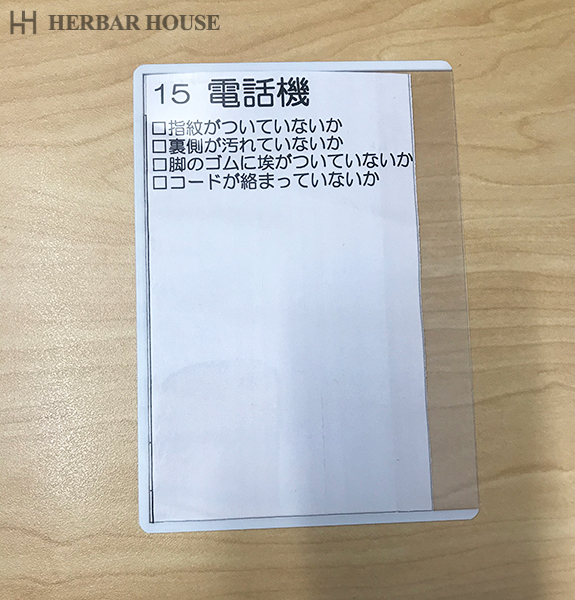 HERBAR HOUSE
15 電話機
□指紋がついていないか
□裏側が汚れていないか
□脚のゴムに埃がついていないか
□コードが絡まっていないか